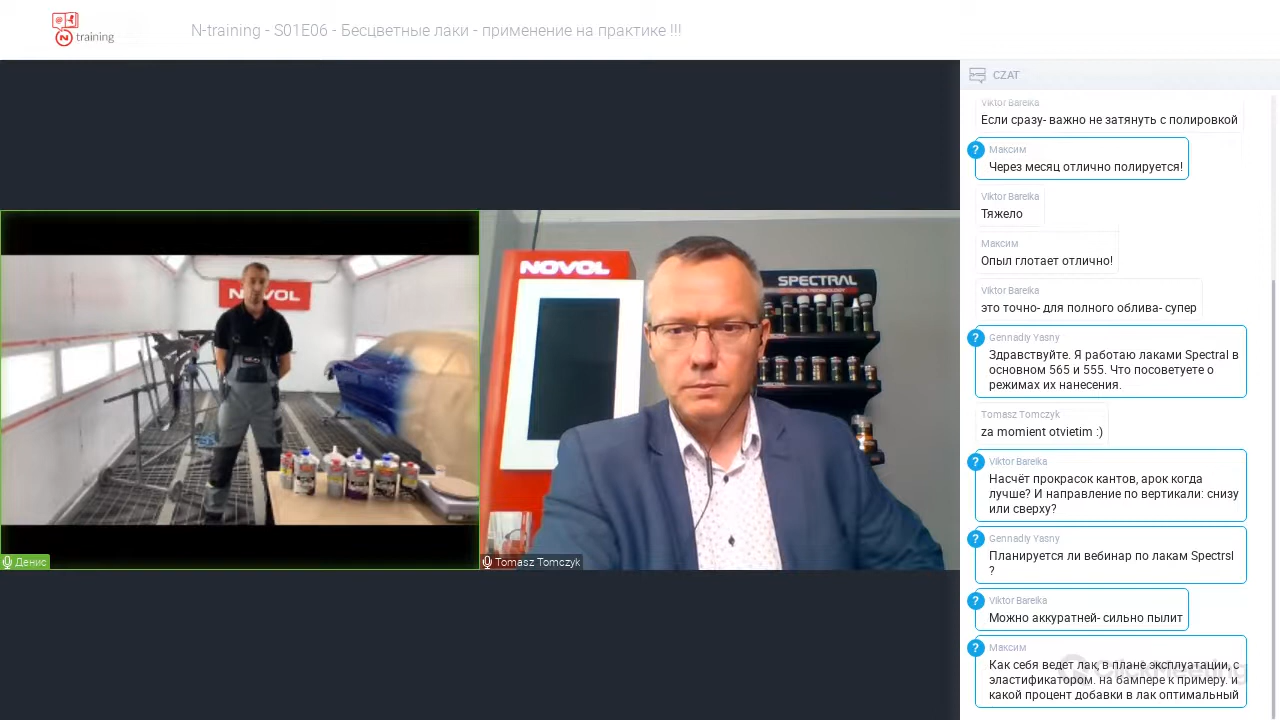 N training
N-training - S01E06 - Бесцветные лаки - применение на практике !!!
NOVOL
Денис
NOVOL
SPECTRAL
Tomasz Tomczyk
CZAT
Viktor Bareika
Если сразу- важно не затянуть с полировкой
Максим
Через месяц отлично полируется!
Viktor Bareika
Тяжело
Максим
Опыл глотает отлично!
Viktor Bareika
это точно- для полного облива- супер
Gennadiy Yasny
Здравствуйте. Я работаю лаками Spectral в
основном 565 и 555. Что посоветуете о
режимах их нанесения.
Tomasz Tomczyk
za momient otvietim :)
Viktor Bareika
Насчёт прокрасок кантов, арок когда
лучше? И направление по вертикали: снизу
или сверху?
Gennadiy Yasny
Планируется ли вебинар по лакам Spectrsl
?
Viktor Bareika
Можно аккуратней- сильно пылит
Максим
Как себя ведет лак, в плане эксплуатации, с
эластификатором. на бампере к примеру. и
какой процент добавки в лак оптимальный